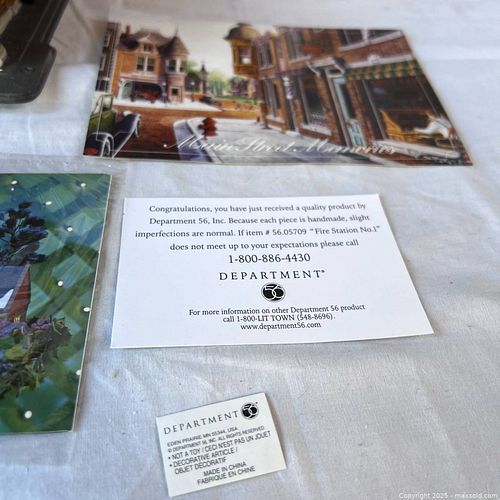 Main Street Memories
Congratulations, you have just received a quality product by
Department 56, Inc. Because each piece is handmade, slight
imperfections are normal. If item # 56.05709 "Fire Station No.1"
does not meet up to your expectations please call
1-800-886-4430
DEPARTMENT®
56
For more information on other Department 56 product
call 1-800-LIT TOWN (548-8696).
www.department56.com
DEPARTMENT 56
EDEN PRAIRIE, MN 55344, USA
© DEPARTMENT 56, INC. ALL RIGHTS RESERVED.
• NOT A TOY / CECI N'EST PAS UN JOUET
• DECORATIVE ARTICLE /
OBJET DÉCORATIF
MADE IN CHINA
FABRIQUE EN CHINE
Copyright 2025 - maxsold.com